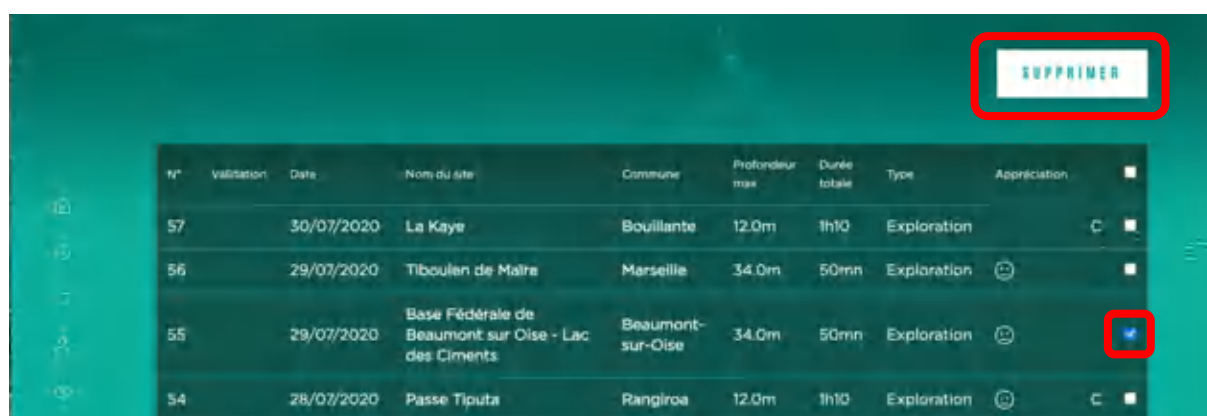 SUPPRIMER
N° Validation Date Nom du site Commune Profondeur max Durée totale Type Appréciation
57 30/07/2020 La Kaye Bouillante 12.0m 1h10 Exploration C
56 29/07/2020 Tiboulen de Maïre Marseille 34.0m 50mn Exploration
55 29/07/2020 Base Fédérale de Beaumont sur Oise - Lac des Ciments Beaumont-sur-Oise 34.0m 50mn Exploration
54 28/07/2020 Passe Tiputa Rangiroa 12.0m 1h10 Exploration C